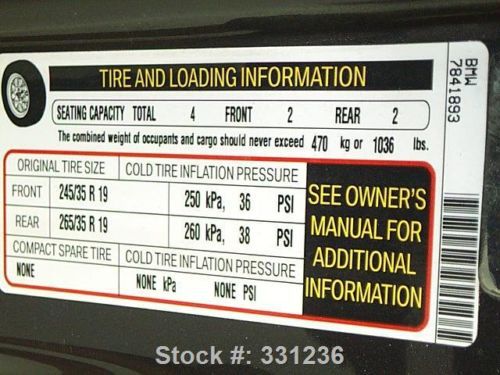 TIRE AND LOADING INFORMATION
SEATING CAPACITY TOTAL 4 FRONT 2 REAR 2
The combined weight of occupants and cargo should never exceed 470 kg or 1036 lbs.
ORIGINAL TIRE SIZE COLD TIRE INFLATION PRESSURE
FRONT 245/35 R 19 250 kPa, 36 PSI
REAR 265/35 R 19 260 kPa, 38 PSI
COMPACT SPARE TIRE COLD TIRE INFLATION PRESSURE
NONE NONE kPa NONE PSI
SEE OWNER'S
MANUAL FOR
ADDITIONAL
INFORMATION
BMW
7841893
Stock #: 331236